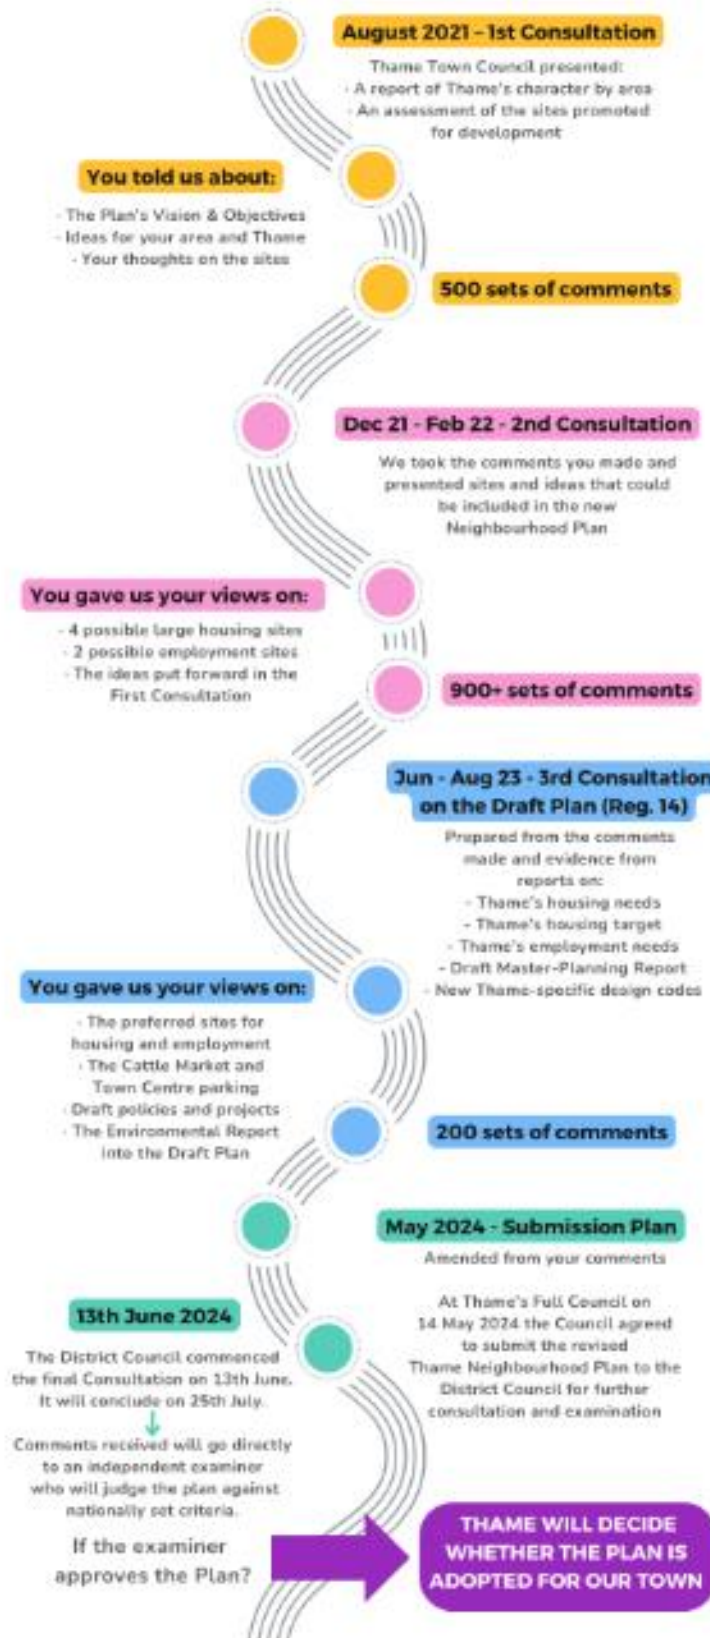 August 2021 – 1st Consultation
Thame Town Council presented:
- A report of Thame's character by area
- An assessment of the sites promoted
for development
You told us about:
- The Plan's Vision & Objectives
- Ideas for your area and Thame
- Your thoughts on the sites
500 sets of comments
Dec 21 - Feb 22 - 2nd Consultation
We took the comments you made and
presented sites and ideas that could
be included in the new
Neighbourhood Plan
You gave us your views on:
- 4 possible large housing sites
- 2 possible employment sites
- The ideas put forward in the
First Consultation
900+ sets of comments
Jun - Aug 23 - 3rd Consultation
on the Draft Plan (Reg. 14)
Prepared from the comments
made and evidence from
reports on:
- Thame's housing needs
- Thame's housing target
- Thame's employment needs
- Draft Master-Planning Report
- New Thame-specific design codes
You gave us your views on:
- The preferred sites for
housing and employment
- The Cattle Market and
Town Centre parking
- Draft policies and projects
- The Environmental Report
into the Draft Plan
200 sets of comments
May 2024 - Submission Plan
Amended from your comments
At Thame's Full Council on
14 May 2024 the Council agreed
to submit the revised
Thame Neighbourhood Plan to the
District Council for further
consultation and examination
13th June 2024
The District Council commenced
the final Consultation on 13th June.
It will conclude on 25th July.
Comments received will go directly
to an independent examiner
who will judge the plan against
nationally set criteria.
If the examiner
approves the Plan?
THAME WILL DECIDE
WHETHER THE PLAN IS
ADOPTED FOR OUR TOWN